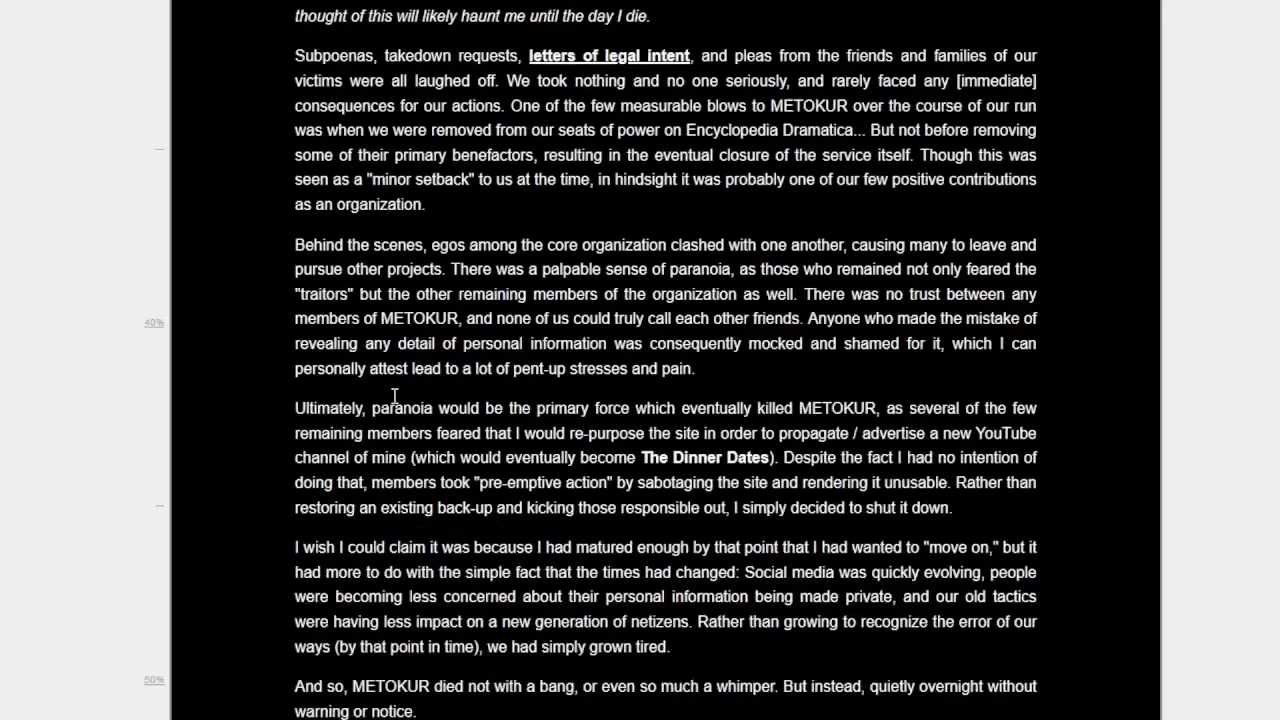 thought of this will likely haunt me until the day I die.
Subpoenas, takedown requests, letters of legal intent, and pleas from the friends and families of our
victims were all laughed off. We took nothing and no one seriously, and rarely faced any [immediate]
consequences for our actions. One of the few measurable blows to METOKUR over the course of our run
was when we were removed from our seats of power on Encyclopedia Dramatica... But not before removing
some of their primary benefactors, resulting in the eventual closure of the service itself. Though this was
seen as a "minor setback" to us at the time, in hindsight it was probably one of our few positive contributions
as an organization.
Behind the scenes, egos among the core organization clashed with one another, causing many to leave and
pursue other projects. There was a palpable sense of paranoia, as those who remained not only feared the
"traitors" but the other remaining members of the organization as well. There was no trust between any
members of METOKUR, and none of us could truly call each other friends. Anyone who made the mistake of
revealing any detail of personal information was consequently mocked and shamed for it, which I can
personally attest lead to a lot of pent-up stresses and pain.
40%
Ultimately, paranoia would be the primary force which eventually killed METOKUR, as several of the few
remaining members feared that I would re-purpose the site in order to propagate / advertise a new YouTube
channel of mine (which would eventually become The Dinner Dates). Despite the fact I had no intention of
doing that, members took "pre-emptive action" by sabotaging the site and rendering it unusable. Rather than
restoring an existing back-up and kicking those responsible out, I simply decided to shut it down.
I wish I could claim it was because I had matured enough by that point that I had wanted to "move on," but it
had more to do with the simple fact that the times had changed: Social media was quickly evolving, people
were becoming less concerned about their personal information being made private, and our old tactics
were having less impact on a new generation of netizens. Rather than growing to recognize the error of our
ways (by that point in time), we had simply grown tired.
50%
And so, METOKUR died not with a bang, or even so much a whimper. But instead, quietly overnight without
warning or notice.